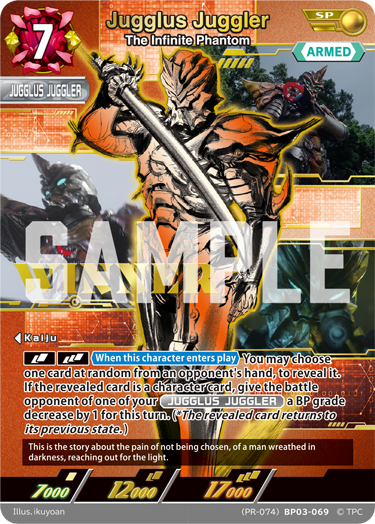 Jugglus Juggler
SP
7
The Infinite Phantom
ARMED
JUGGLUS JUGGLER
SAMPLE
WINNER
Kaiju
When this character enters play You may choose
one card at random from an opponent's hand, to reveal it.
If the revealed card is a character card, give the battle
opponent of one of your JUGGLUS JUGGLER a BP grade
decrease by 1 for this turn. (*The revealed card returns to
its previous state.)
This is the story about the pain of not being chosen, of a man wreathed in
darkness, reaching out for the light.
7000 12000 17000
Illus. ikuyoan (PR-074) BP03-069 © TPC